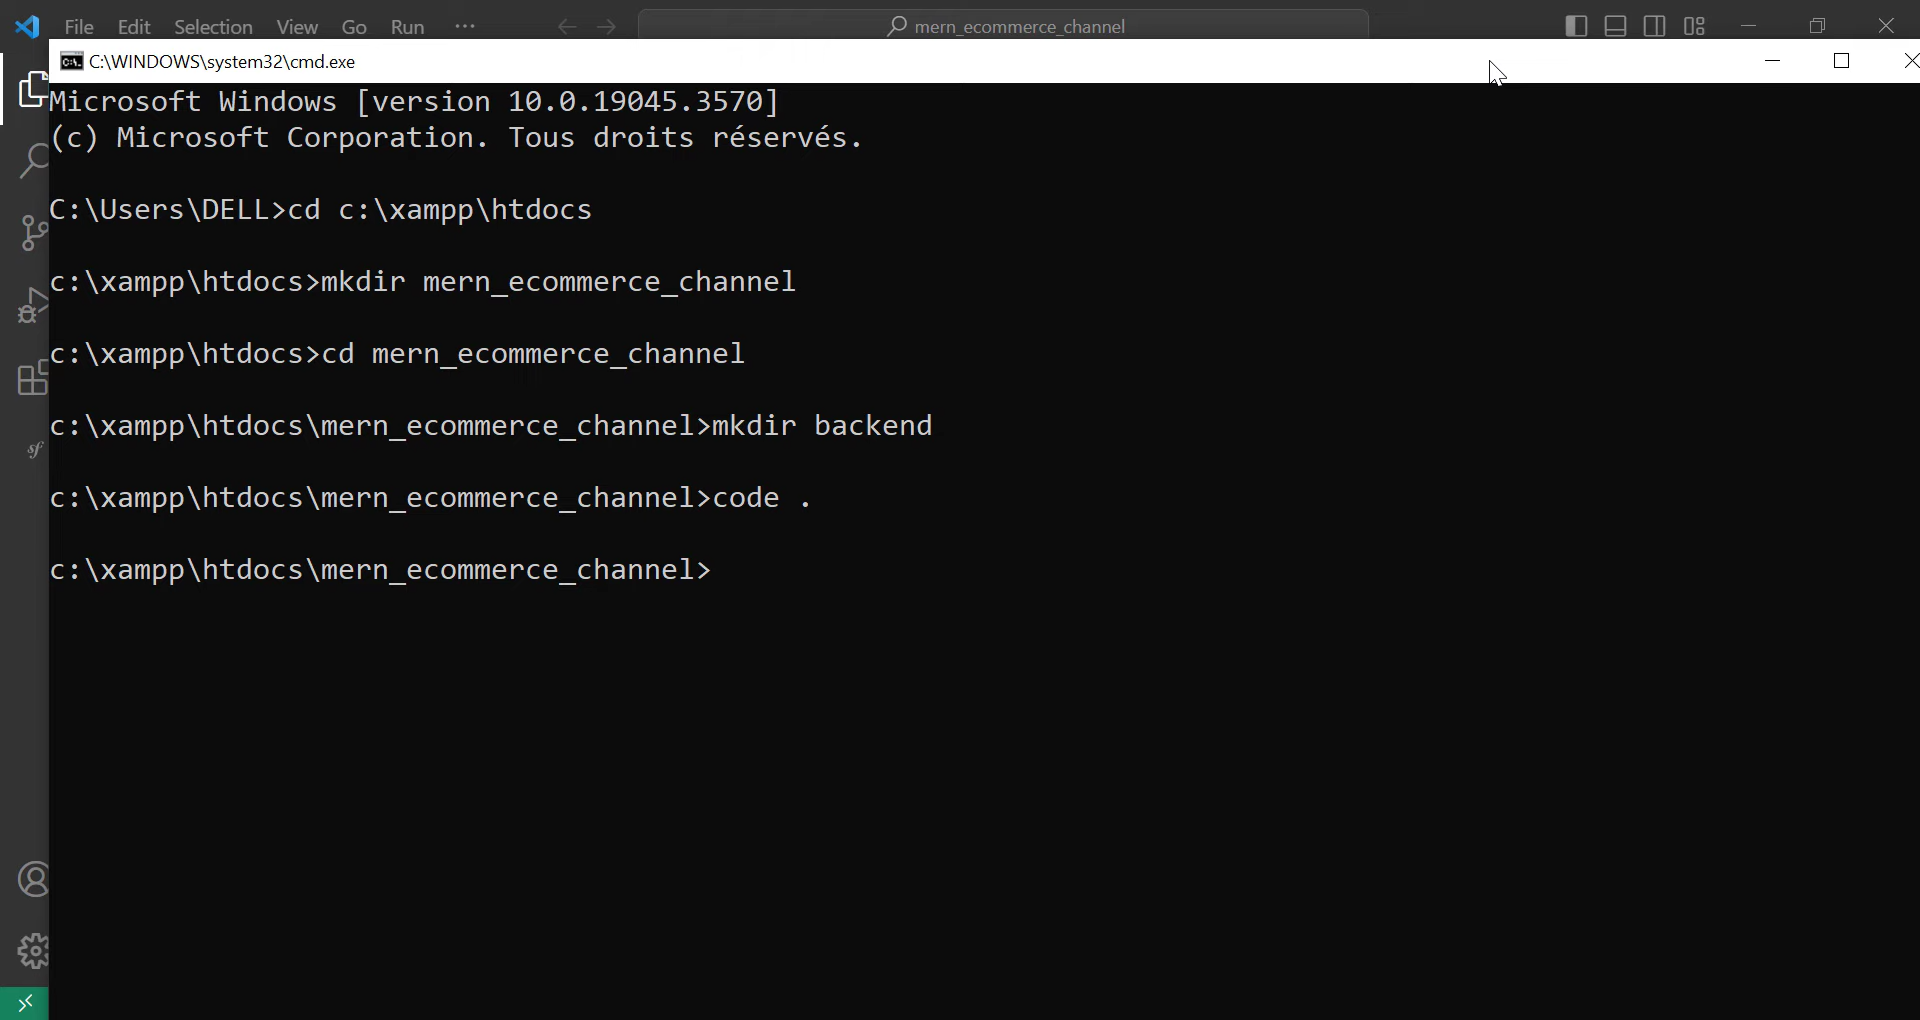 File Edit Selection View Go Run ···
mern_ecommerce_channel
C:\WINDOWS\system32\cmd.exe
Microsoft Windows [version 10.0.19045.3570]
(c) Microsoft Corporation. Tous droits réservés.
C:\Users\DELL>cd c:\xampp\htdocs
c:\xampp\htdocs>mkdir mern_ecommerce_channel
c:\xampp\htdocs>cd mern_ecommerce_channel
c:\xampp\htdocs\mern_ecommerce_channel>mkdir backend
c:\xampp\htdocs\mern_ecommerce_channel>code .
c:\xampp\htdocs\mern_ecommerce_channel>